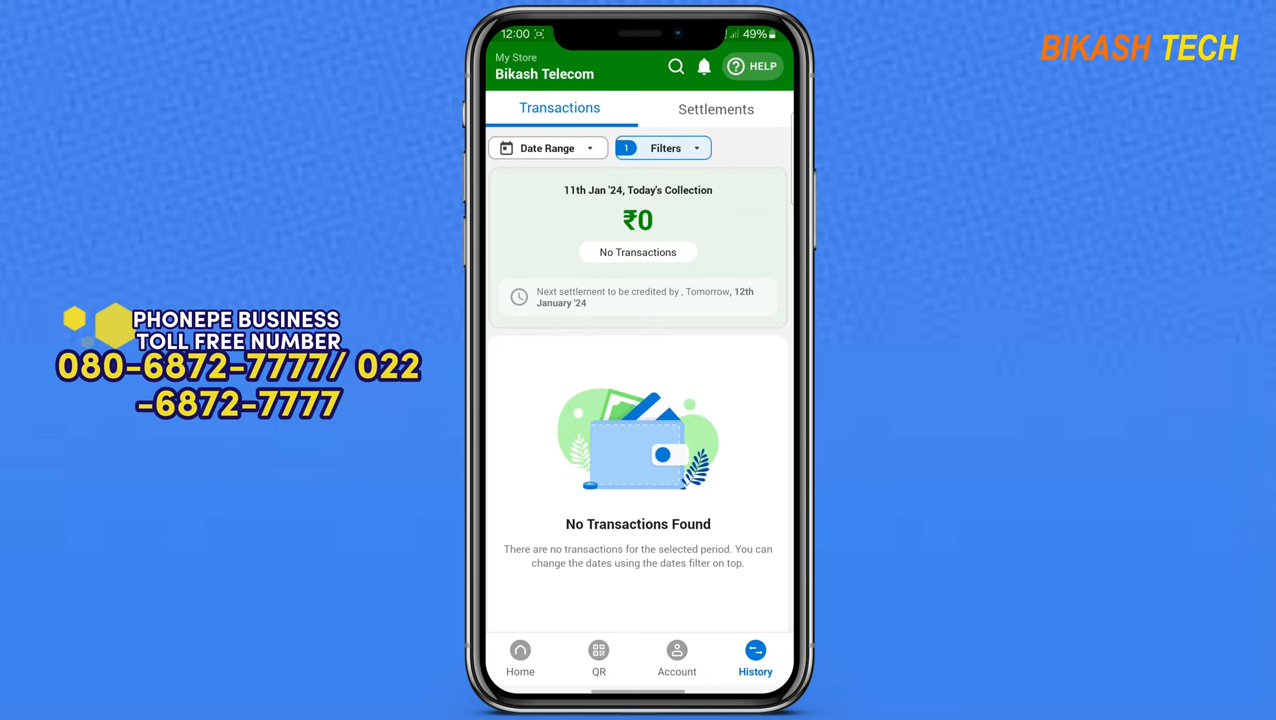 BIKASH TECH
12:00
49%
My Store
Bikash Telecom
HELP
Transactions
Settlements
Date Range
1 Filters
11th Jan '24, Today's Collection
₹0
No Transactions
Next settlement to be credited by , Tomorrow, 12th
January '24
PHONEPE BUSINESS
TOLL FREE NUMBER
080-6872-7777/ 022
-6872-7777
No Transactions Found
There are no transactions for the selected period. You can
change the dates using the dates filter on top.
Home
QR
Account
History